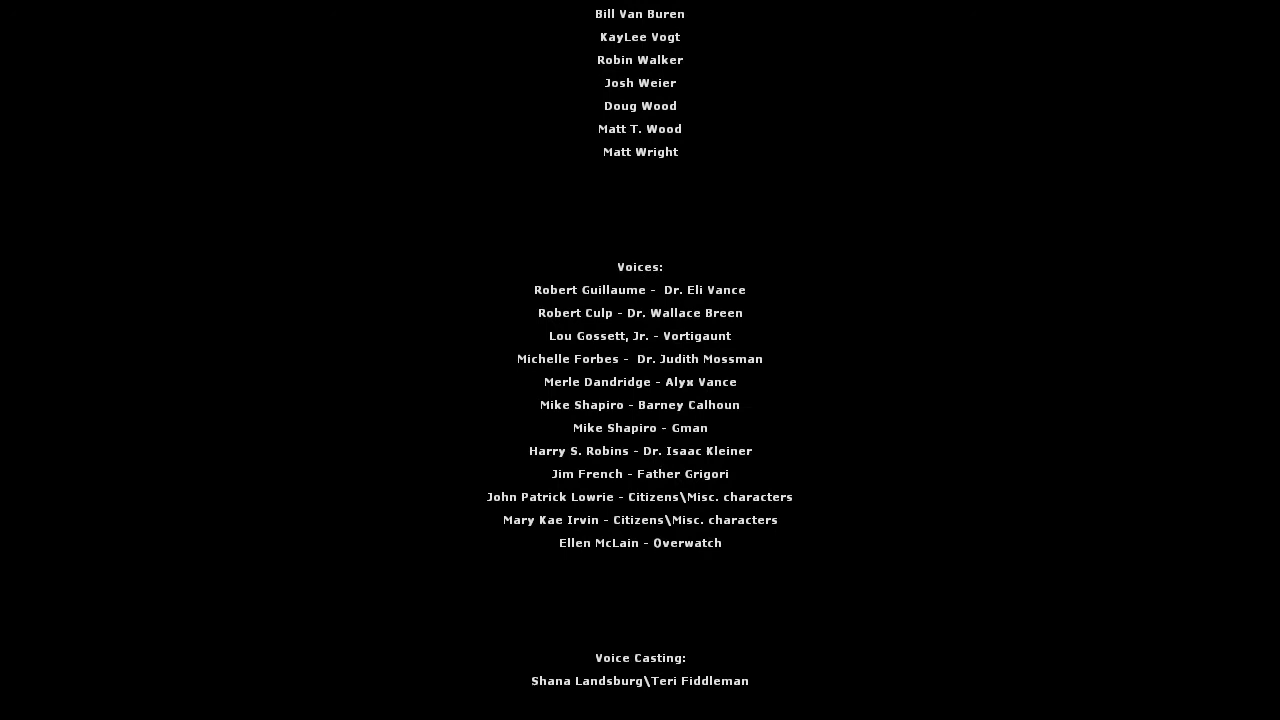 Bill Van Buren
KayLee Vogt
Robin Walker
Josh Weier
Doug Wood
Matt T. Wood
Matt Wright
Voices:
Robert Guillaume -  Dr. Eli Vance
Robert Culp - Dr. Wallace Breen
Lou Gossett, Jr. - Vortigaunt
Michelle Forbes -  Dr. Judith Mossman
Merle Dandridge - Alyx Vance
Mike Shapiro - Barney Calhoun
Mike Shapiro - Gman
Harry S. Robins - Dr. Isaac Kleiner
Jim French - Father Grigori
John Patrick Lowrie - Citizens\Misc. characters
Mary Kae Irvin - Citizens\Misc. characters
Ellen McLain - Overwatch
Voice Casting:
Shana Landsburg\Teri Fiddleman